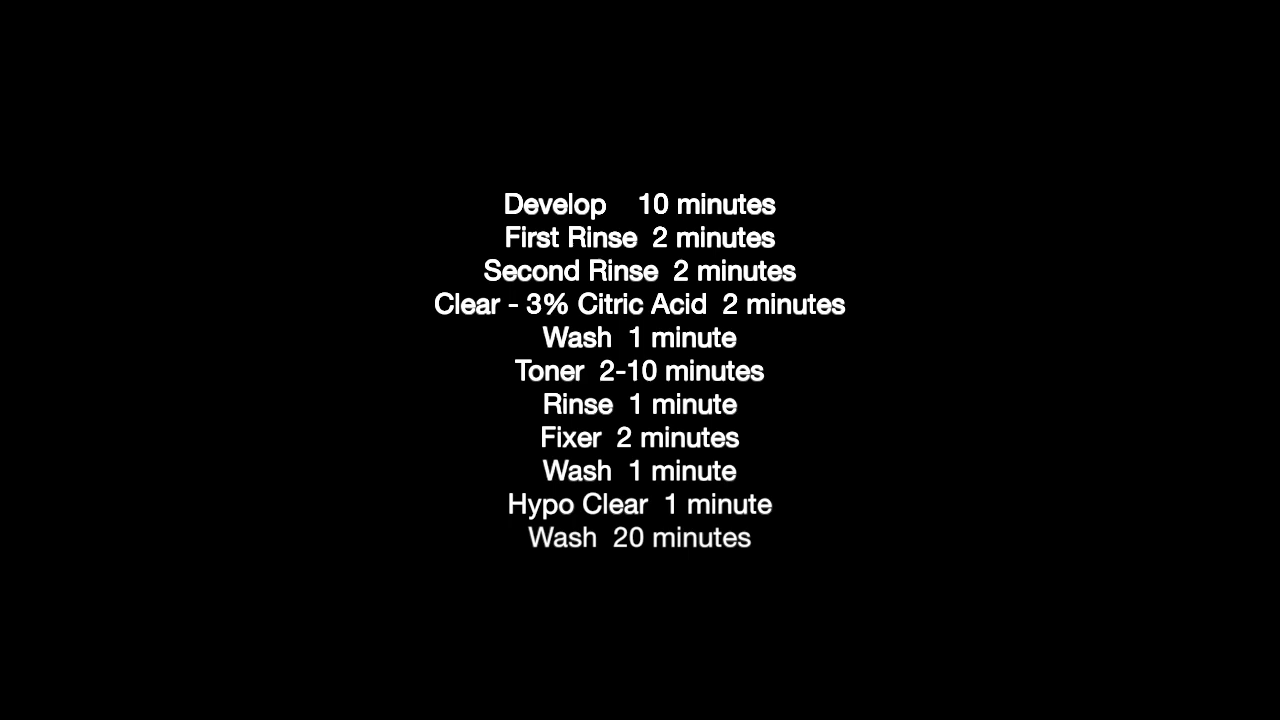 Develop    10 minutes
First Rinse  2 minutes
Second Rinse  2 minutes
Clear - 3% Citric Acid  2 minutes
Wash  1 minute
Toner  2-10 minutes
Rinse  1 minute
Fixer  2 minutes
Wash  1 minute
Hypo Clear  1 minute
Wash  20 minutes